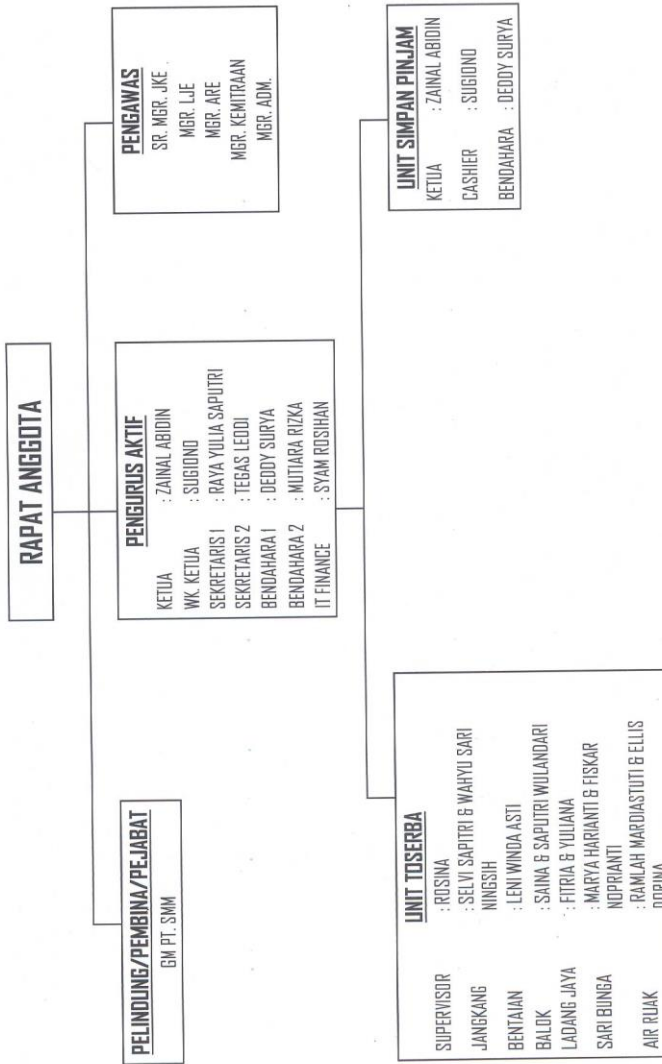 RAPAT ANGGOTA
PELINDUNG/PEMBINA/PEJABAT
GM PT. SMM
PENGURUS AKTIF
KETUA : ZAINAL ABIDIN
WK. KETUA : SUGIONO
SEKRETARIS 1 : RAYA YULIA SAPUTRI
SEKRETARIS 2 : TEGAS LEDDI
BENDAHARA 1 : DEDDY SURYA
BENDAHARA 2 : MUTIARA RIZKA
IT FINANCE : SYAM ROSIHAN
PENGAWAS
SR. MGR. JKE
MGR. LJE
MGR. ARE
MGR. KEMITRAAN
MGR. ADM.
UNIT TOSERBA
SUPERVISOR : ROSINA
JANGKANG : SELVI SAPITRI & WAHYU SARI
NINGSIH
BENTAIAN : LENI WINDA ASTI
BALOK : SAINA & SAPUTRI WULANDARI
LADANG JAYA : FITRIA & YULIANA
SARI BUNGA : MARYA HARIANTI & FISKAR
NOPRIANTI
AIR RUAK : RAMLAH MARDIASTUTI & ELLIS
UNIT SIMPAN PINJAM
KETUA : ZAINAL ABIDIN
CASHIER : SUGIONO
BENDAHARA : DEDDY SURYA